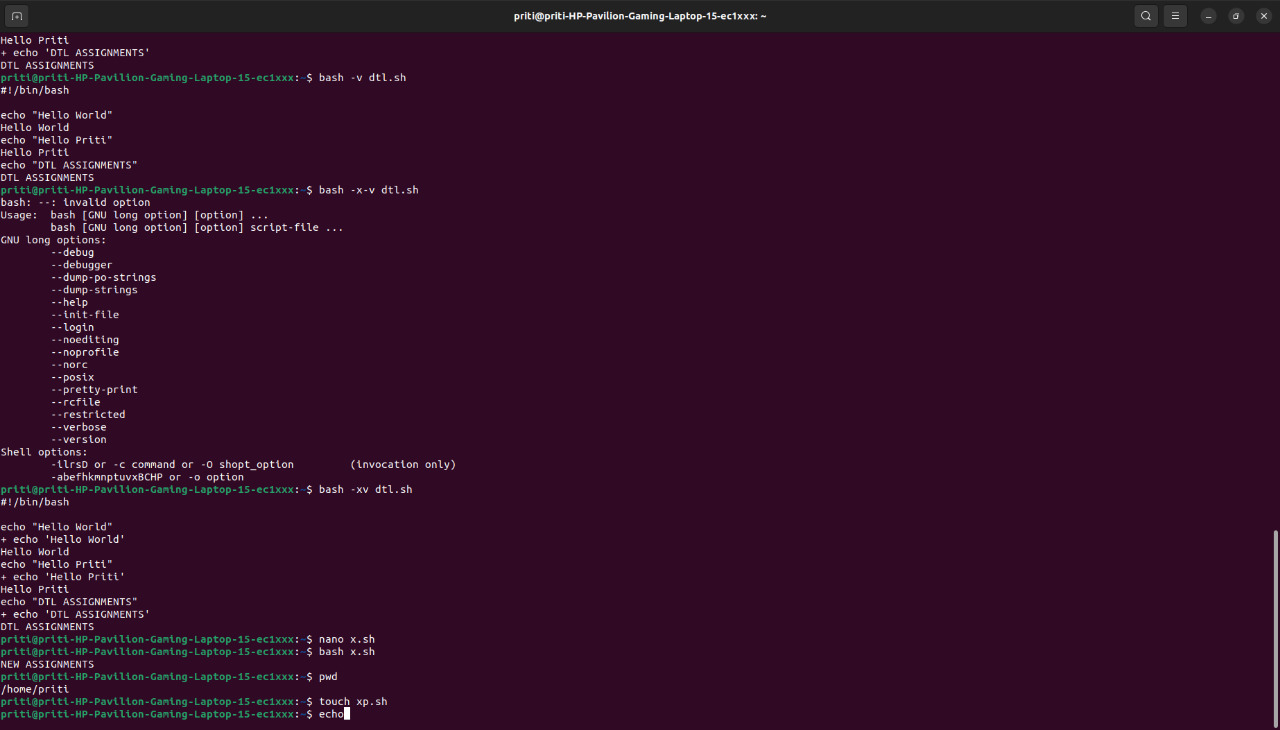 priti@priti-HP-Pavilion-Gaming-Laptop-15-ec1xxx: ~
Hello Priti
+ echo 'DTL ASSIGNMENTS'
DTL ASSIGNMENTS
priti@priti-HP-Pavilion-Gaming-Laptop-15-ec1xxx:~$ bash -v dtl.sh
#!/bin/bash

echo "Hello World"
Hello World
echo "Hello Priti"
Hello Priti
echo "DTL ASSIGNMENTS"
DTL ASSIGNMENTS
priti@priti-HP-Pavilion-Gaming-Laptop-15-ec1xxx:~$ bash -x-v dtl.sh
bash: --: invalid option
Usage:  bash [GNU long option] [option] ...
        bash [GNU long option] [option] script-file ...
GNU long options:
        --debug
        --debugger
        --dump-po-strings
        --dump-strings
        --help
        --init-file
        --login
        --noediting
        --noprofile
        --norc
        --posix
        --pretty-print
        --rcfile
        --restricted
        --verbose
        --version
Shell options:
        -ilrsD or -c command or -O shopt_option         (invocation only)
        -abefhkmnptuvxBCHP or -o option
priti@priti-HP-Pavilion-Gaming-Laptop-15-ec1xxx:~$ bash -xv dtl.sh
#!/bin/bash

echo "Hello World"
+ echo 'Hello World'
Hello World
echo "Hello Priti"
+ echo 'Hello Priti'
Hello Priti
echo "DTL ASSIGNMENTS"
+ echo 'DTL ASSIGNMENTS'
DTL ASSIGNMENTS
priti@priti-HP-Pavilion-Gaming-Laptop-15-ec1xxx:~$ nano x.sh
priti@priti-HP-Pavilion-Gaming-Laptop-15-ec1xxx:~$ bash x.sh
NEW ASSIGNMENTS
priti@priti-HP-Pavilion-Gaming-Laptop-15-ec1xxx:~$ pwd
/home/priti
priti@priti-HP-Pavilion-Gaming-Laptop-15-ec1xxx:~$ touch xp.sh
priti@priti-HP-Pavilion-Gaming-Laptop-15-ec1xxx:~$ echo